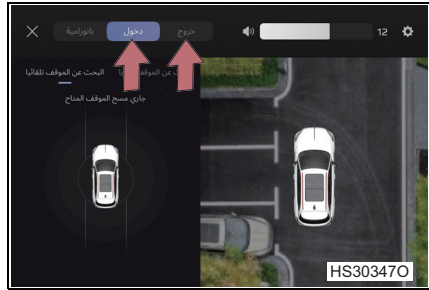 خروج دخول بانورامية
12
البحث عن الموقف تلقائيا
جاري مسح الموقف المتاح
HS30347O